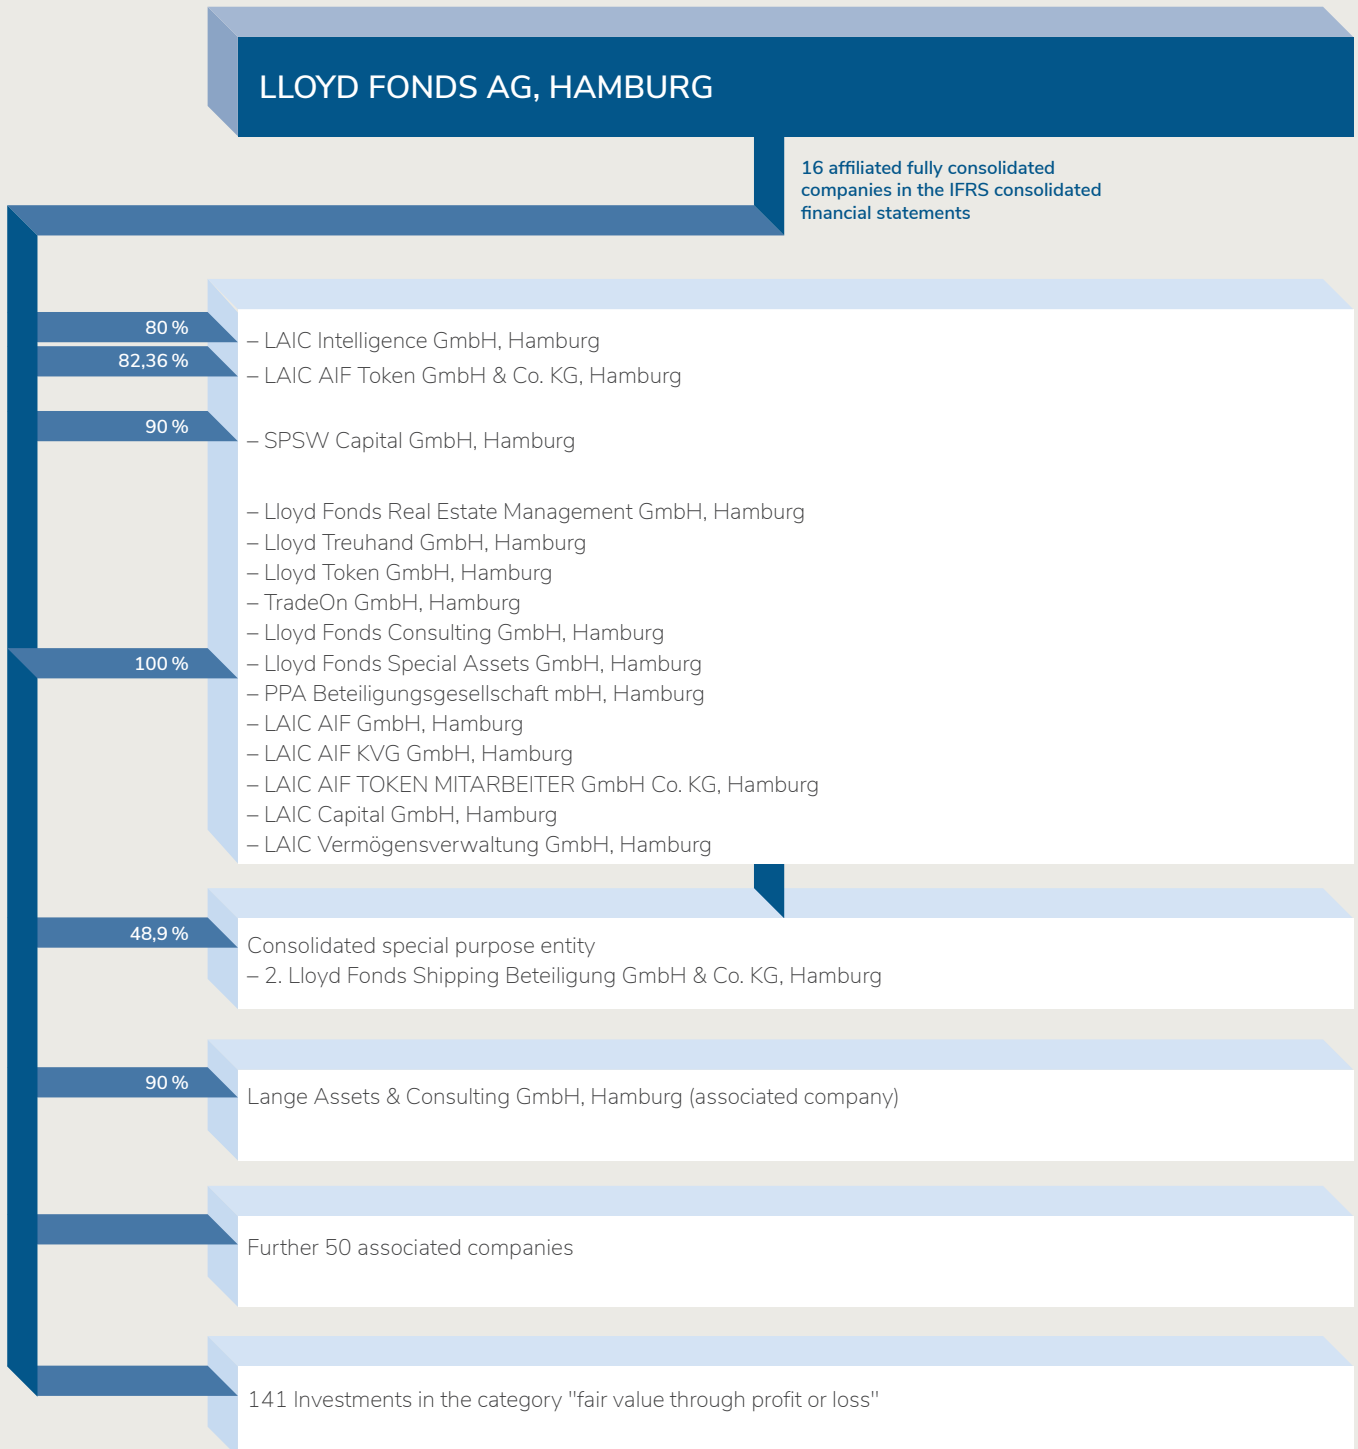 LLOYD FONDS AG, HAMBURG
16 affiliated fully consolidated
companies in the IFRS consolidated
financial statements
80 %
– LAIC Intelligence GmbH, Hamburg
82,36 %
– LAIC AIF Token GmbH & Co. KG, Hamburg
90 %
– SPSW Capital GmbH, Hamburg
– Lloyd Fonds Real Estate Management GmbH, Hamburg
– Lloyd Treuhand GmbH, Hamburg
– Lloyd Token GmbH, Hamburg
– TradeOn GmbH, Hamburg
– Lloyd Fonds Consulting GmbH, Hamburg
100 %
– Lloyd Fonds Special Assets GmbH, Hamburg
– PPA Beteiligungsgesellschaft mbH, Hamburg
– LAIC AIF GmbH, Hamburg
– LAIC AIF KVG GmbH, Hamburg
– LAIC AIF TOKEN MITARBEITER GmbH Co. KG, Hamburg
– LAIC Capital GmbH, Hamburg
– LAIC Vermögensverwaltung GmbH, Hamburg
48,9 %
Consolidated special purpose entity
– 2. Lloyd Fonds Shipping Beteiligung GmbH & Co. KG, Hamburg
90 %
Lange Assets & Consulting GmbH, Hamburg (associated company)
Further 50 associated companies
141 Investments in the category "fair value through profit or loss"